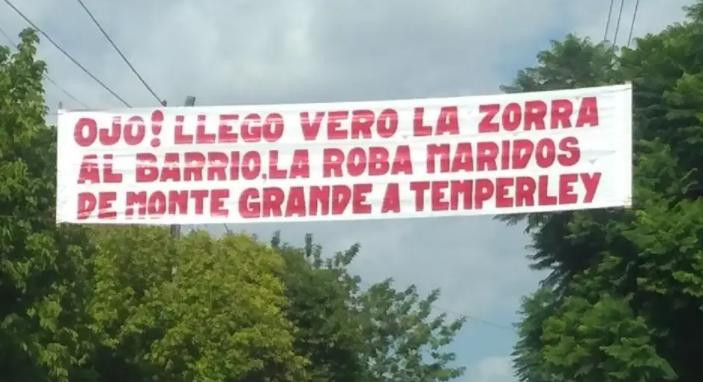 OJO! LLEGO VERO LA ZORRA
AL BARRIO.LA ROBA MARIDOS
DE MONTE GRANDE A TEMPERLEY